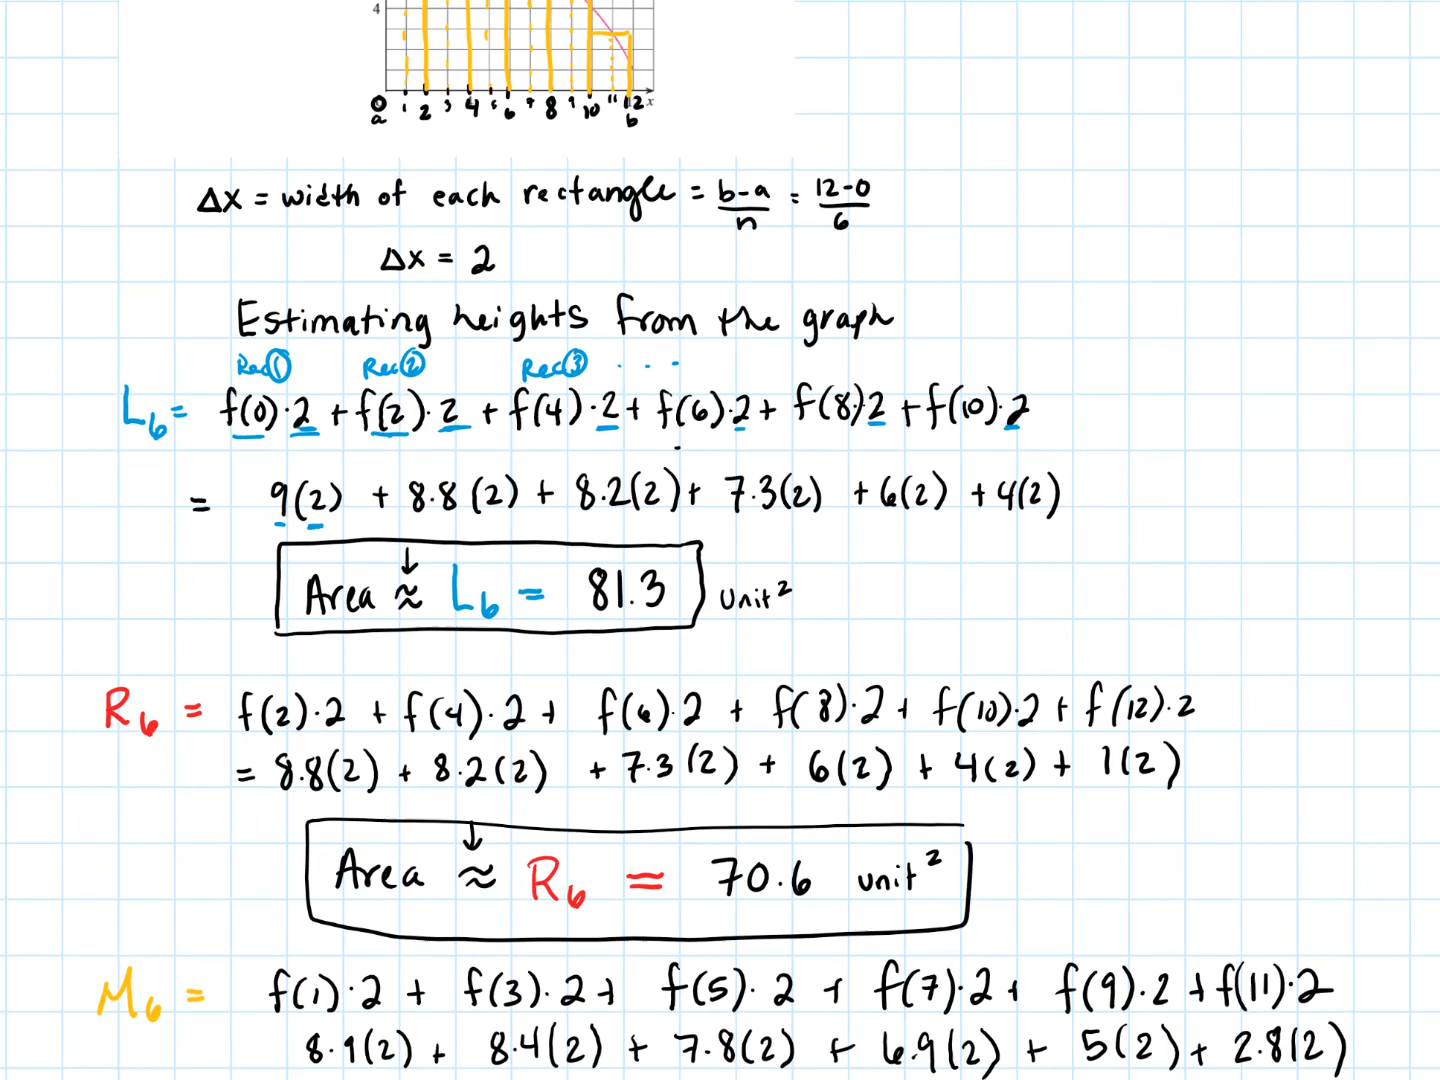 4
0 1 2 3 4 5 6 7 8 9 10 11 12 x
a b
Δx = width of each rectangle = b-a/n = 12-0/6
Δx = 2
Estimating heights from the graph
Rec① Rec② Rec③ . . .
L₆ = f(0)·2 + f(2)·2 + f(4)·2 + f(6)·2 + f(8)·2 + f(10)·2
= 9(2) + 8.8(2) + 8.2(2) + 7.3(2) + 6(2) + 4(2)
↓
Area ≈ L₆ = 81.3 unit²
R₆ = f(2)·2 + f(4)·2 + f(6)·2 + f(8)·2 + f(10)·2 + f(12)·2
= 8.8(2) + 8.2(2) + 7.3(2) + 6(2) + 4(2) + 1(2)
↓
Area ≈ R₆ = 70.6 unit²
M₆ = f(1)·2 + f(3)·2 + f(5)·2 + f(7)·2 + f(9)·2 + f(11)·2
8.9(2) + 8.4(2) + 7.8(2) + 6.9(2) + 5(2) + 2.8(2)